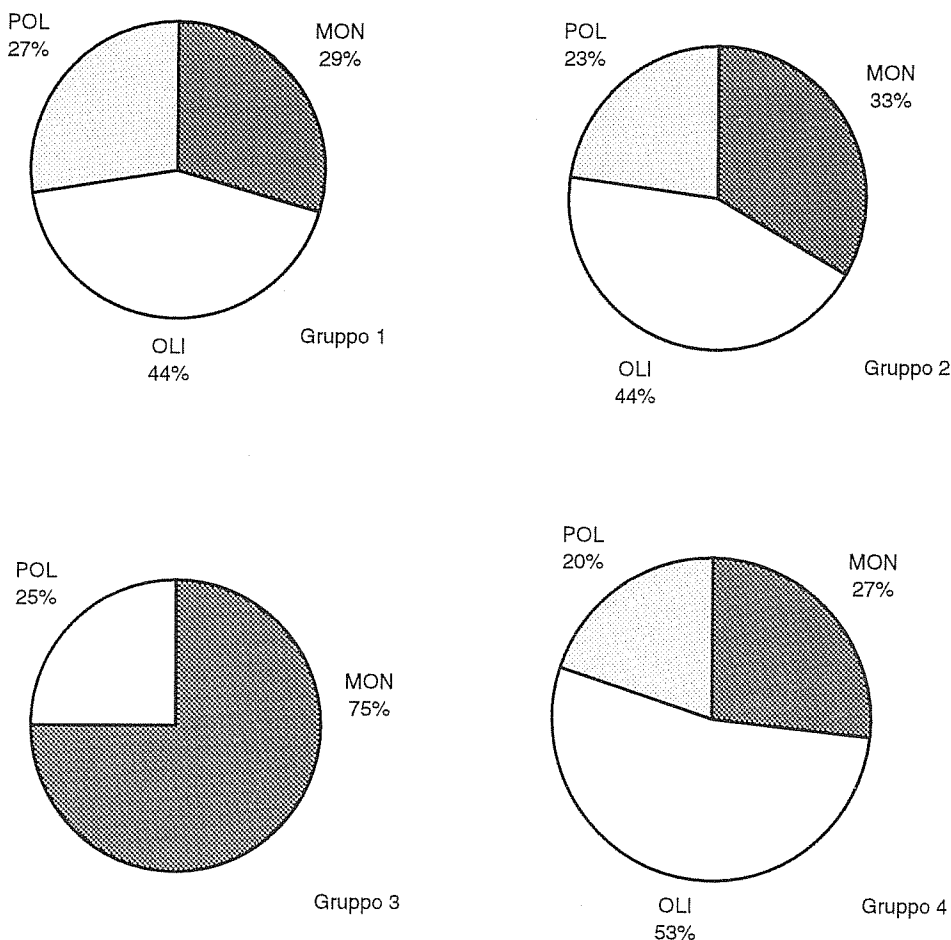 POL
27%
MON
29%
OLI
44%
Gruppo 1
POL
23%
MON
33%
OLI
44%
Gruppo 2
POL
25%
MON
75%
Gruppo 3
POL
20%
MON
27%
OLI
53%
Gruppo 4